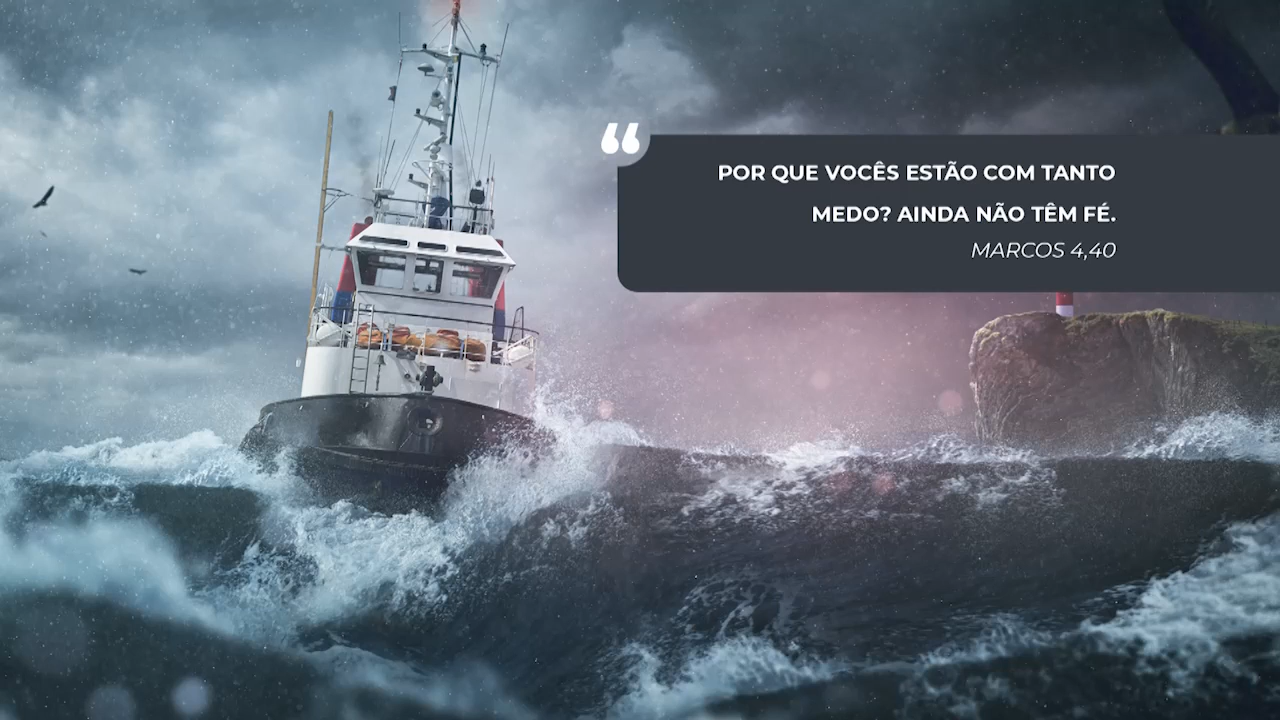 POR QUE VOCÊS ESTÃO COM TANTO
MEDO? AINDA NÃO TÊM FÉ.
MARCOS 4,40